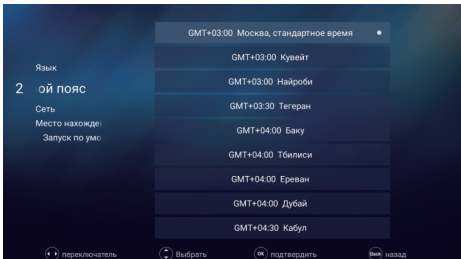 Язык
2 ой пояс
Сеть
Место нахожде
Запуск по умо
GMT+03:00 Москва, стандартное время
GMT+03:00 Кувейт
GMT+03:00 Найроби
GMT+03:30 Тегеран
GMT+04:00 Баку
GMT+04:00 Тбилиси
GMT+04:00 Ереван
GMT+04:00 Дубай
GMT+04:30 Кабул
переключатель
Выбрать
OK подтвердить
Back назад